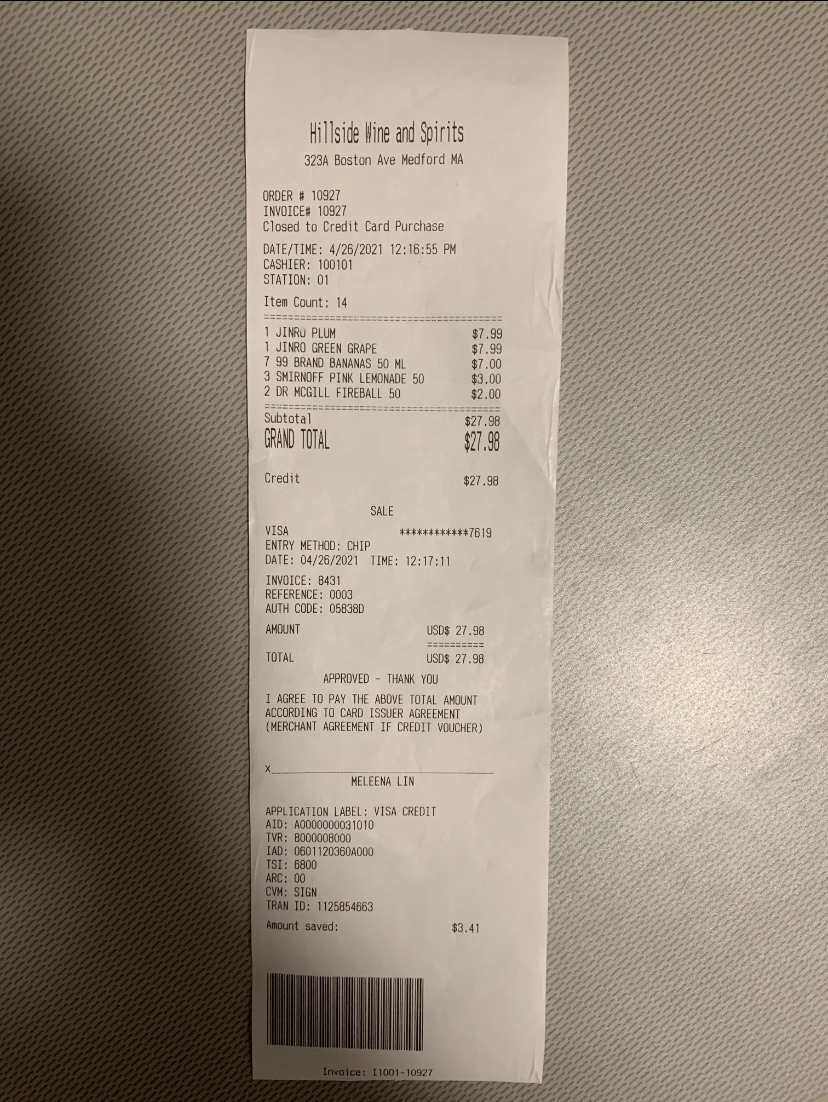 Hillside Wine and Spirits
323A Boston Ave Medford MA
ORDER # 10927
INVOICE# 10927
Closed to Credit Card Purchase
DATE/TIME: 4/26/2021 12:16:55 PM
CASHIER: 100101
STATION: 01
Item Count: 14
========================================
1 JINRO PLUM $7.99
1 JINRO GREEN GRAPE $7.99
7 99 BRAND BANANAS 50 ML $7.00
3 SMIRNOFF PINK LEMONADE 50 $3.00
2 DR MCGILL FIREBALL 50 $2.00
========================================
Subtotal $27.98
GRAND TOTAL $27.98
Credit $27.98
SALE
VISA ************7619
ENTRY METHOD: CHIP
DATE: 04/26/2021 TIME: 12:17:11
INVOICE: 8431
REFERENCE: 0003
AUTH CODE: 05838D
AMOUNT USD$ 27.98
==========
TOTAL USD$ 27.98
APPROVED - THANK YOU
I AGREE TO PAY THE ABOVE TOTAL AMOUNT
ACCORDING TO CARD ISSUER AGREEMENT
(MERCHANT AGREEMENT IF CREDIT VOUCHER)
X______________________________
MELEENA LIN
APPLICATION LABEL: VISA CREDIT
AID: A0000000031010
TVR: 8000008000
IAD: 0601120360A000
TSI: 6800
ARC: 00
CVM: SIGN
TRAN ID: 1125854663
Amount saved: $3.41
Invoice: I1001-10927